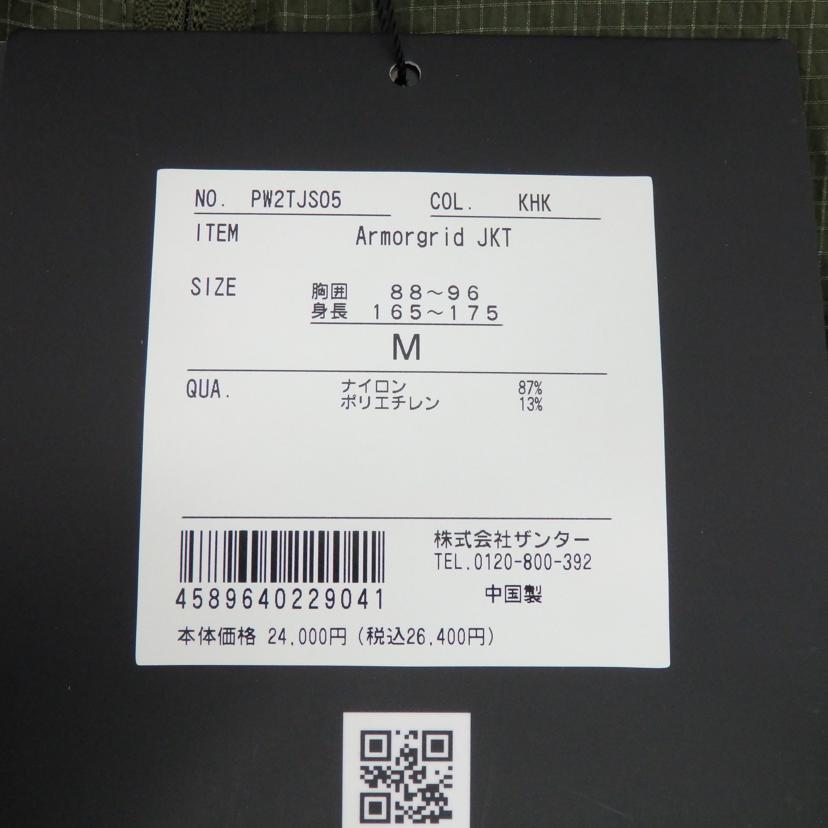 NO. PW2TJS05 COL. KHK
ITEM Armorgrid JKT
SIZE 胸囲 88～96
身長 165～175
M
QUA. ナイロン 87%
ポリエチレン 13%
株式会社ザンター
TEL.0120-800-392
4589640229041
中国製
本体価格 24,000円（税込26,400円）